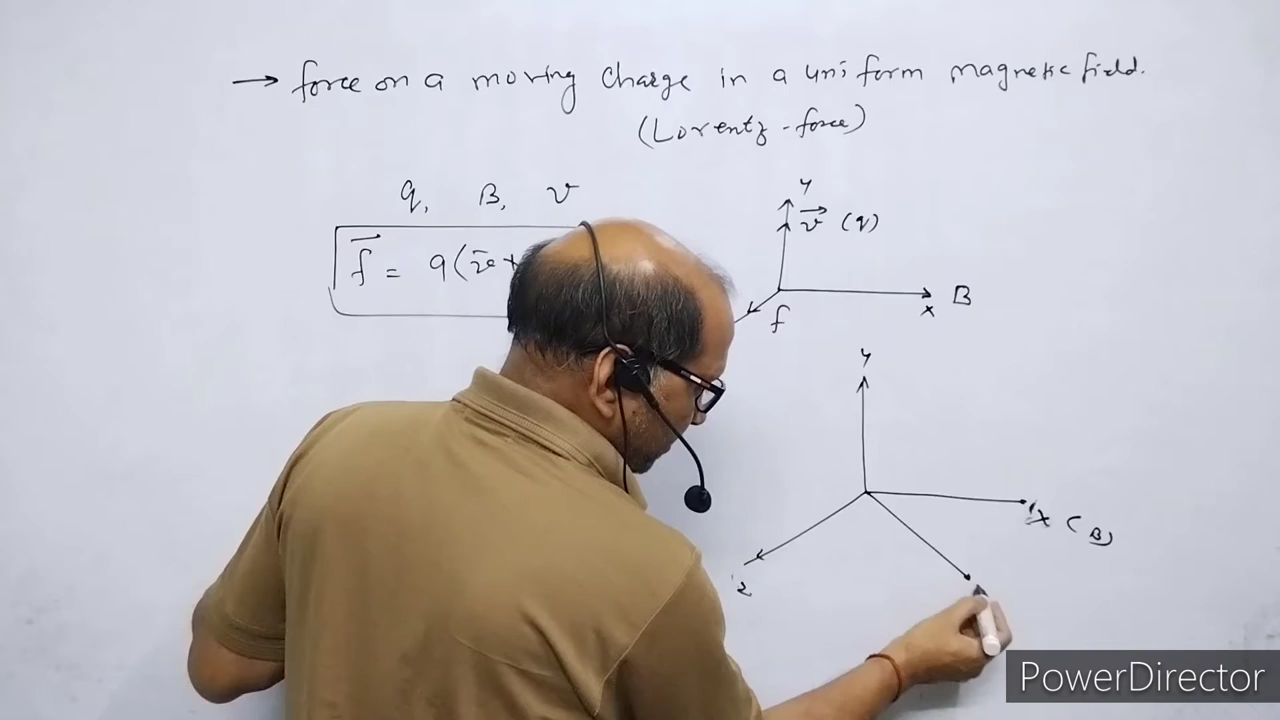 → force on a moving charge in a uniform magnetic field.
(Lorentz-force)
q, B, v
f = q(v×
y
v (q)
B
x
f
y
x (B)
z
PowerDirector